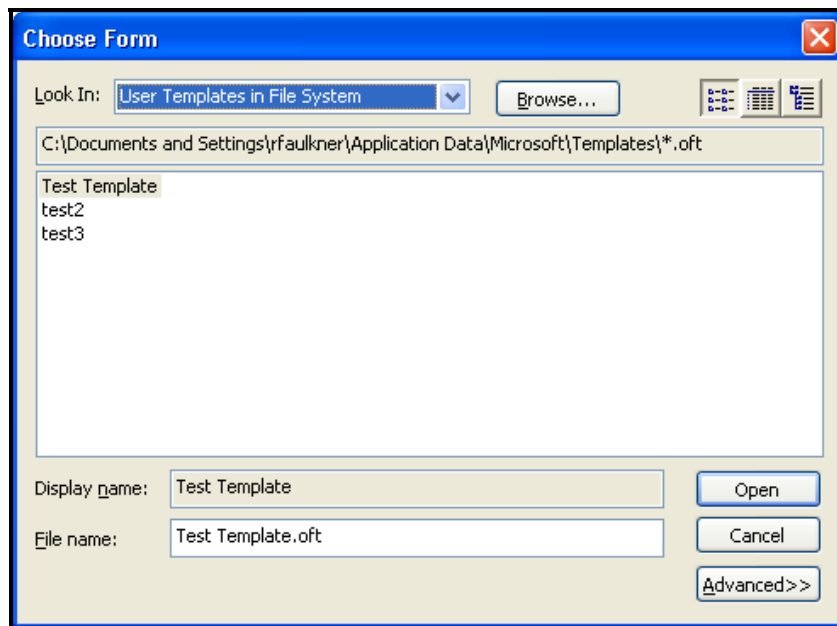 Choose Form
Look In: User Templates in File System Browse...
C:\Documents and Settings\rfaulkner\Application Data\Microsoft\Templates\*.oft
Test Template
test2
test3
Display name: Test Template Open
File name: Test Template.oft Cancel
Advanced>>